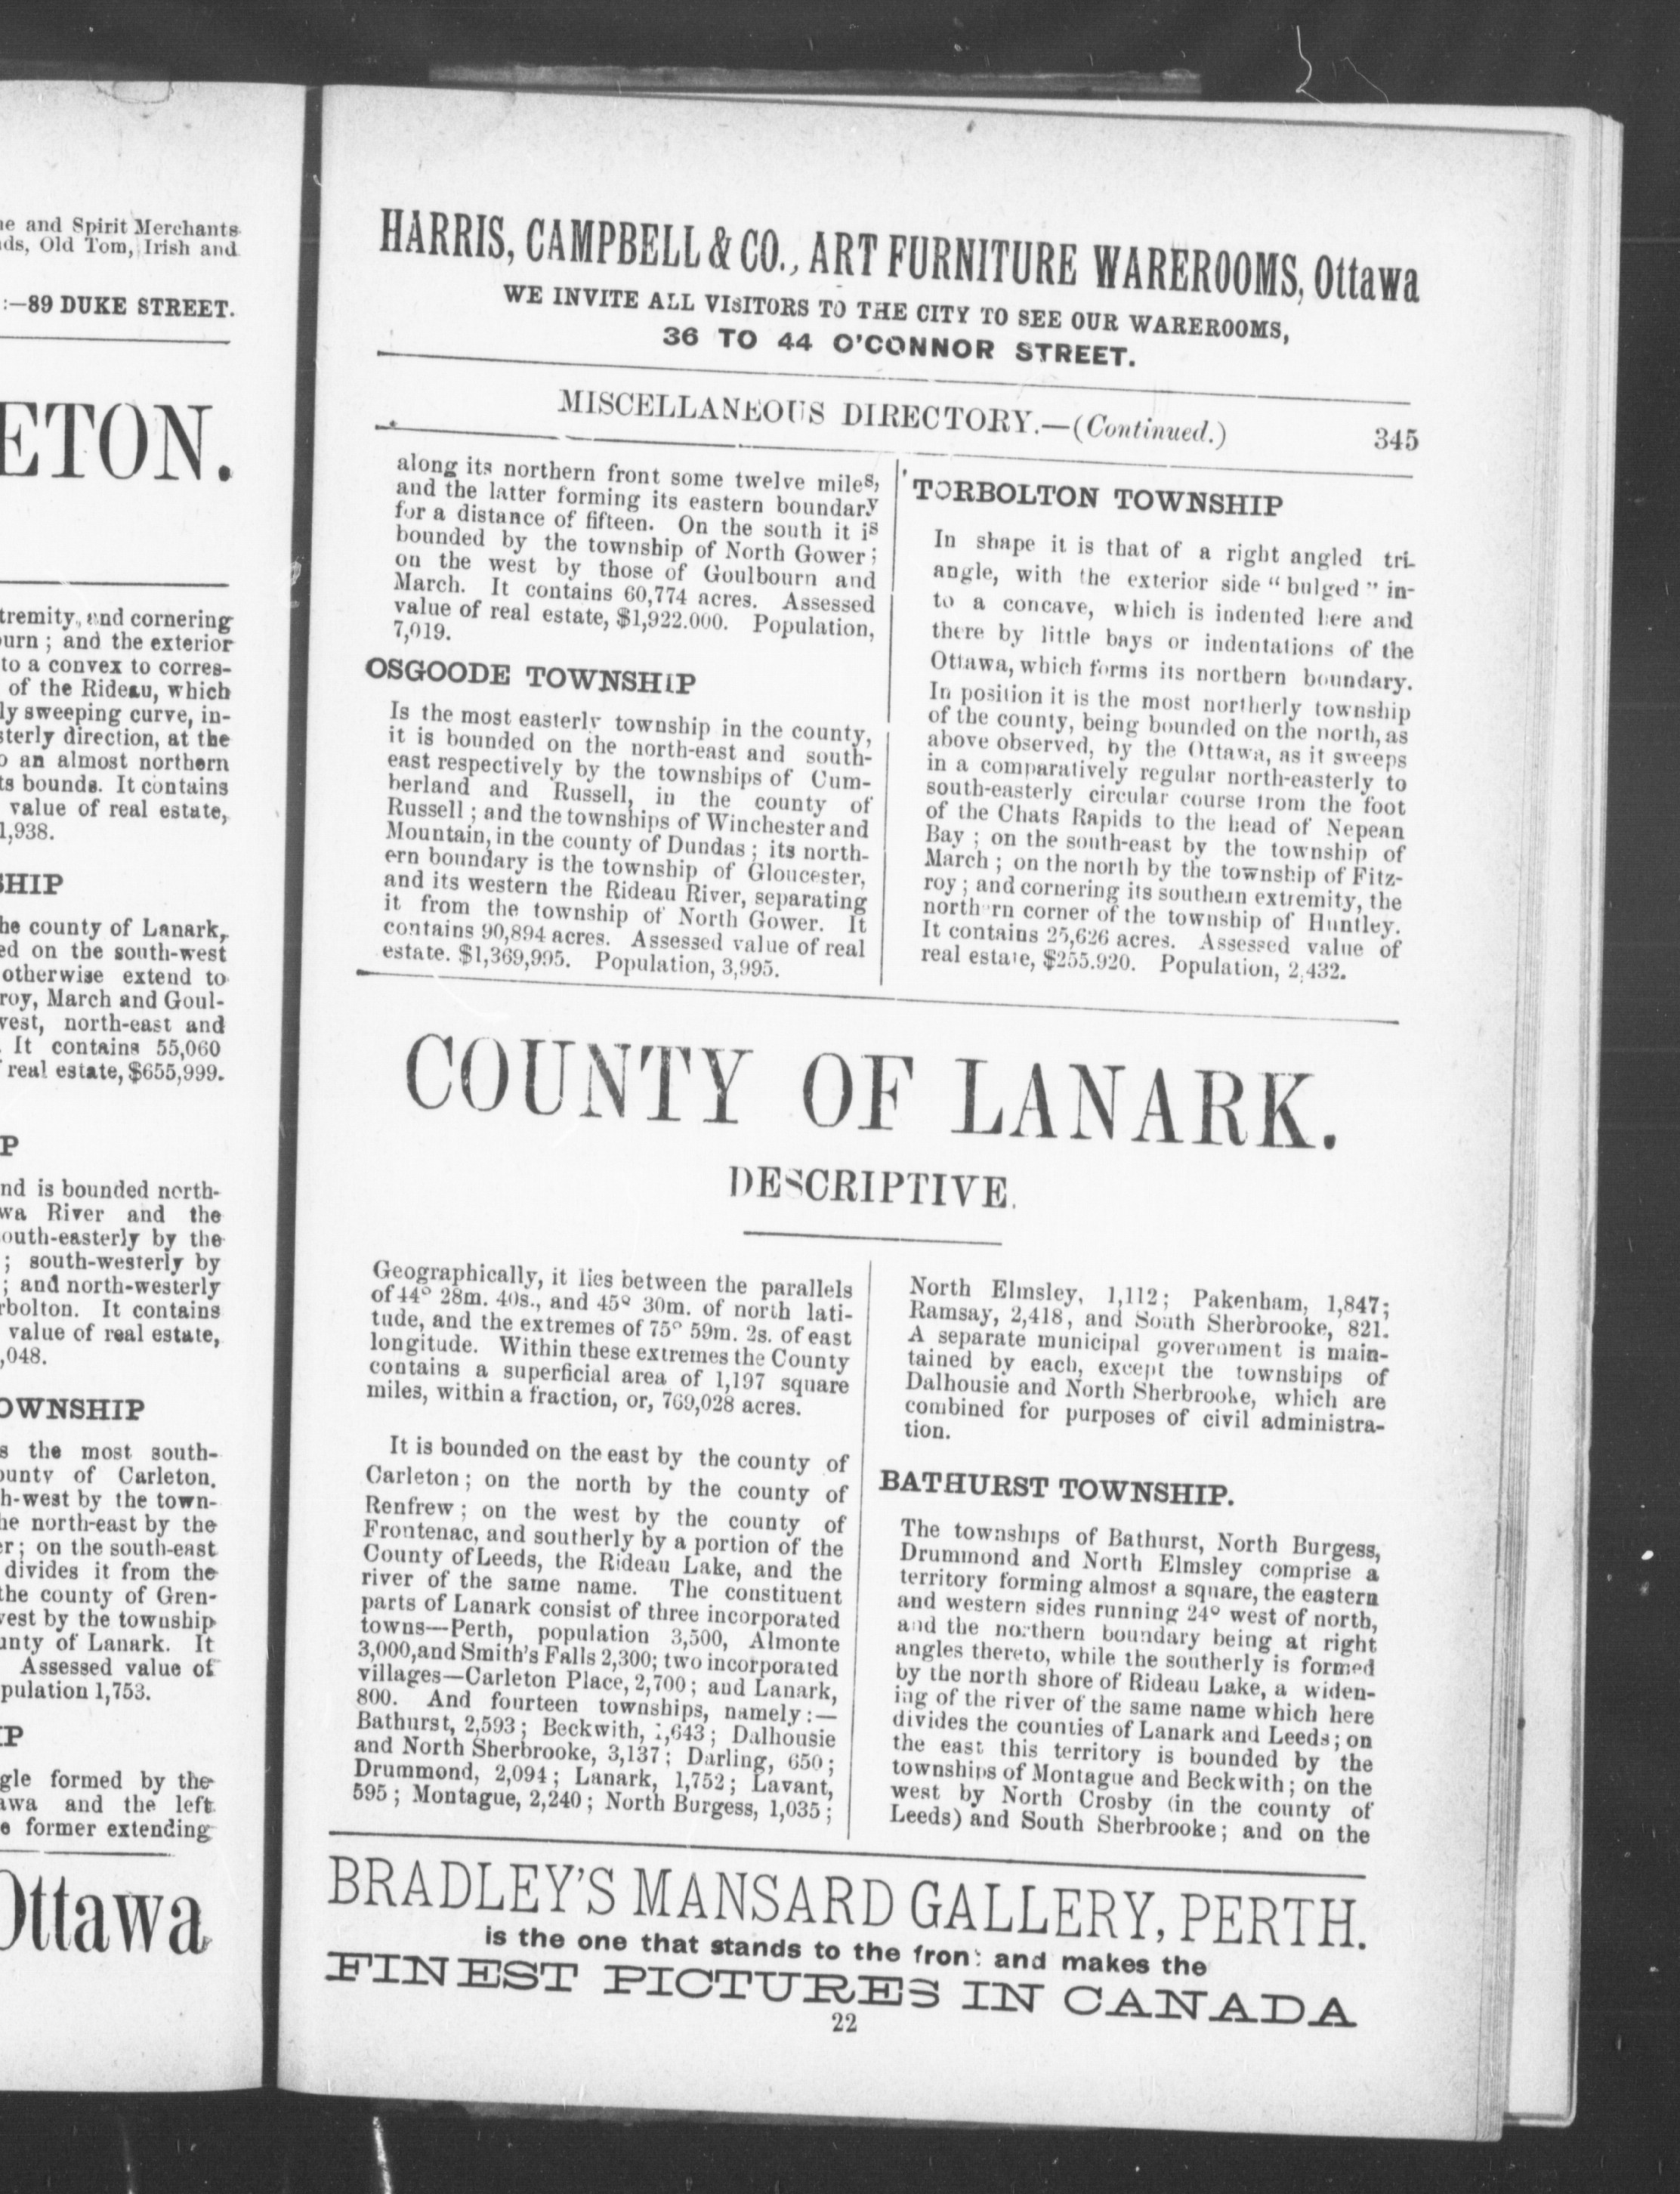 ne and Spirit Merchants
ds, Old Tom, Irish and
:—89 DUKE STREET.
ETON.
tremity, and cornering
ourn; and the exterior
to a convex to corres-
of the Rideau, which
ly sweeping curve, in-
sterly direction, at the
o an almost northern
ts bounds. It contains
value of real estate,
1,938.
SHIP
he county of Lanark,
ed on the south-west
otherwise extend to
roy, March and Goul-
vest, north-east and
It contains 55,060
real estate, $655,999.
P
nd is bounded north-
wa River and the
outh-easterly by the
; south-westerly by
; and north-westerly
rbolton. It contains
value of real estate,
,048.
OWNSHIP
s the most south-
ounty of Carleton.
h-west by the town-
he north-east by the
er; on the south-east
divides it from the
the county of Gren-
vest by the township
unty of Lanark. It
Assessed value of
pulation 1,753.
IP
gle formed by the
awa and the left
e former extending
Ottawa
HARRIS, CAMPBELL & CO., ART FURNITURE WAREROOMS, Ottawa
WE INVITE ALL VISITORS TO THE CITY TO SEE OUR WAREROOMS,
36 TO 44 O'CONNOR STREET.
MISCELLANEOUS DIRECTORY.—(Continued.) 345
along its northern front some twelve miles,
and the latter forming its eastern boundary
for a distance of fifteen. On the south it is
bounded by the township of North Gower;
on the west by those of Goulbourn and
March. It contains 60,774 acres. Assessed
value of real estate, $1,922.000. Population,
7,019.
OSGOODE TOWNSHIP
Is the most easterly township in the county,
it is bounded on the north-east and south-
east respectively by the townships of Cum-
berland and Russell, in the county of
Russell; and the townships of Winchester and
Mountain, in the county of Dundas; its north-
ern boundary is the township of Gloucester,
and its western the Rideau River, separating
it from the township of North Gower. It
contains 90,894 acres. Assessed value of real
estate. $1,369,995. Population, 3,995.
TORBOLTON TOWNSHIP
In shape it is that of a right angled tri-
angle, with the exterior side "bulged" in-
to a concave, which is indented here and
there by little bays or indentations of the
Ottawa, which forms its northern boundary.
In position it is the most northerly township
of the county, being bounded on the north, as
above observed, by the Ottawa, as it sweeps
in a comparatively regular north-easterly to
south-easterly circular course from the foot
of the Chats Rapids to the head of Nepean
Bay; on the south-east by the township of
March; on the north by the township of Fitz-
roy; and cornering its southern extremity, the
northern corner of the township of Huntley.
It contains 25,626 acres. Assessed value of
real estate, $255.920. Population, 2,432.
COUNTY OF LANARK.
DESCRIPTIVE.
Geographically, it lies between the parallels
of 44° 28m. 40s., and 45° 30m. of north lati-
tude, and the extremes of 75° 59m. 2s. of east
longitude. Within these extremes the County
contains a superficial area of 1,197 square
miles, within a fraction, or, 769,028 acres.
It is bounded on the east by the county of
Carleton; on the north by the county of
Renfrew; on the west by the county of
Frontenac, and southerly by a portion of the
County of Leeds, the Rideau Lake, and the
river of the same name. The constituent
parts of Lanark consist of three incorporated
towns—Perth, population 3,500, Almonte
3,000, and Smith's Falls 2,300; two incorporated
villages—Carleton Place, 2,700; and Lanark,
800. And fourteen townships, namely:—
Bathurst, 2,593; Beckwith, 1,643; Dalhousie
and North Sherbrooke, 3,137; Darling, 650;
Drummond, 2,094; Lanark, 1,752; Lavant,
595; Montague, 2,240; North Burgess, 1,035;
North Elmsley, 1,112; Pakenham, 1,847;
Ramsay, 2,418, and South Sherbrooke, 821.
A separate municipal government is main-
tained by each, except the townships of
Dalhousie and North Sherbrooke, which are
combined for purposes of civil administra-
tion.
BATHURST TOWNSHIP.
The townships of Bathurst, North Burgess,
Drummond and North Elmsley comprise a
territory forming almost a square, the eastern
and western sides running 24° west of north,
and the northern boundary being at right
angles thereto, while the southerly is formed
by the north shore of Rideau Lake, a widen-
ing of the river of the same name which here
divides the counties of Lanark and Leeds; on
the east this territory is bounded by the
townships of Montague and Beckwith; on the
west by North Crosby (in the county of
Leeds) and South Sherbrooke; and on the
BRADLEY'S MANSARD GALLERY, PERTH.
is the one that stands to the front and makes the
FINEST PICTURES IN CANADA
22